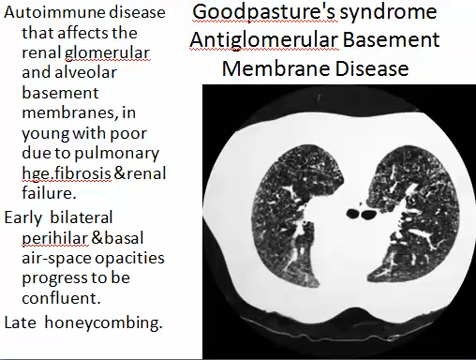 Autoimmune disease
that affects the
renal glomerular
and alveolar
basement
membranes, in
young with poor
due to pulmonary
hge.fibrosis &renal
failure.
Early bilateral
perihilar &basal
air-space opacities
progress to be
confluent.
Late honeycombing.
Goodpasture's syndrome
Antiglomerular Basement
Membrane Disease